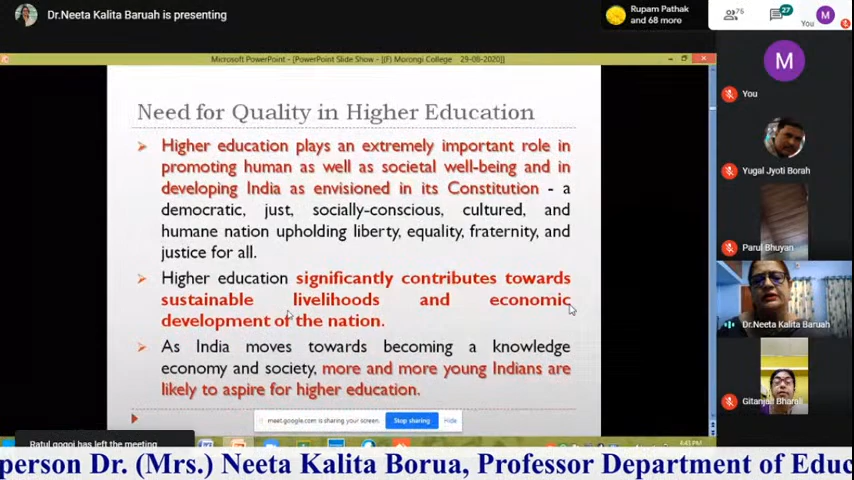 Dr.Neeta Kalita Baruah is presenting
Rupam Pathak
and 68 more
76
27
You
M
Microsoft PowerPoint - [PowerPoint Slide Show - [(F) Morongi College 29-08-2020]]
Need for Quality in Higher Education
Higher education plays an extremely important role in
promoting human as well as societal well-being and in
developing India as envisioned in its Constitution - a
democratic, just, socially-conscious, cultured, and
humane nation upholding liberty, equality, fraternity, and
justice for all.
Higher education significantly contributes towards
sustainable livelihoods and economic
development of the nation.
As India moves towards becoming a knowledge
economy and society, more and more young Indians are
likely to aspire for higher education.
meet.google.com is sharing your screen.
Stop sharing
Hide
M
You
Yugal Jyoti Borah
Parul Bhuyan
Dr.Neeta Kalita Baruah
Gitanjali Bharali
Ratul gogoi has left the meeting
4:43 PM
person Dr. (Mrs.) Neeta Kalita Borua, Professor Department of Educ